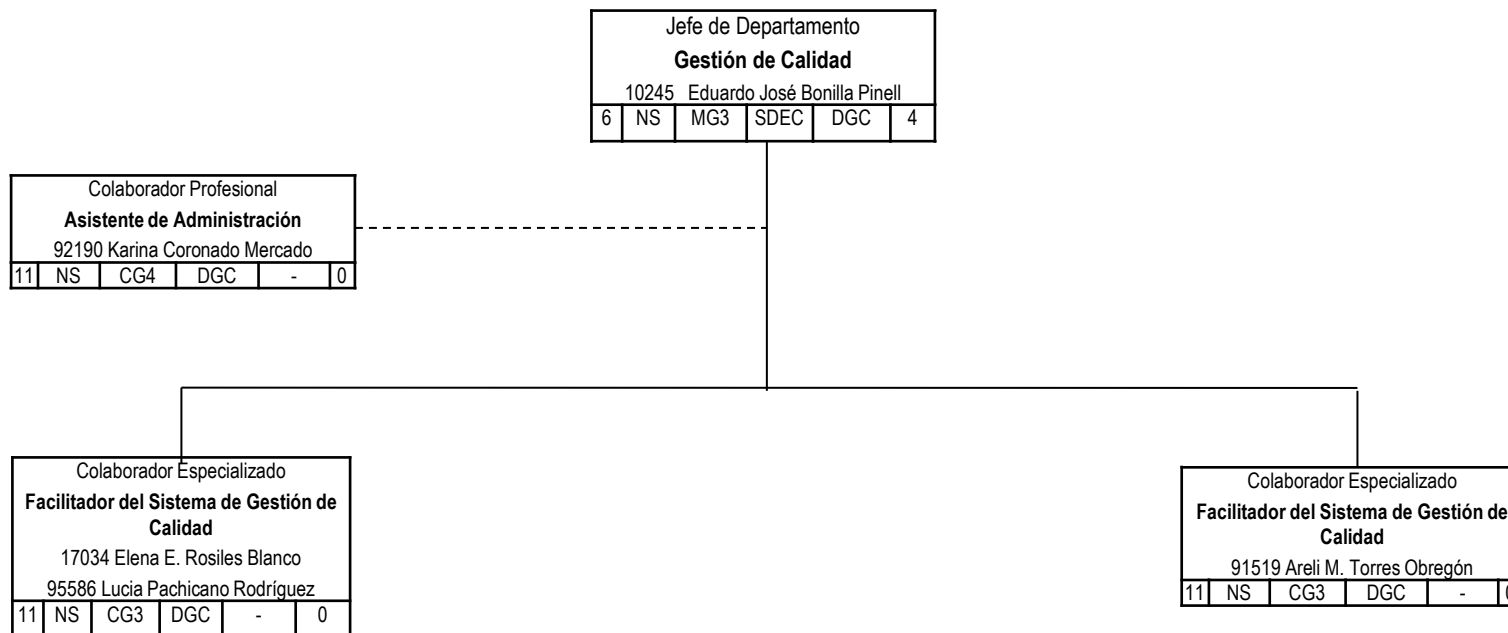 Jefe de Departamento
Gestión de Calidad
10245 Eduardo José Bonilla Pinell
6 NS MG3 SDEC DGC 4
Colaborador Profesional
Asistente de Administración
92190 Karina Coronado Mercado
11 NS CG4 DGC - 0
Colaborador Especializado
Facilitador del Sistema de Gestión de
Calidad
17034 Elena E. Rosiles Blanco
95586 Lucia Pachicano Rodríguez
11 NS CG3 DGC - 0
Colaborador Especializado
Facilitador del Sistema de Gestión de
Calidad
91519 Areli M. Torres Obregón
11 NS CG3 DGC -